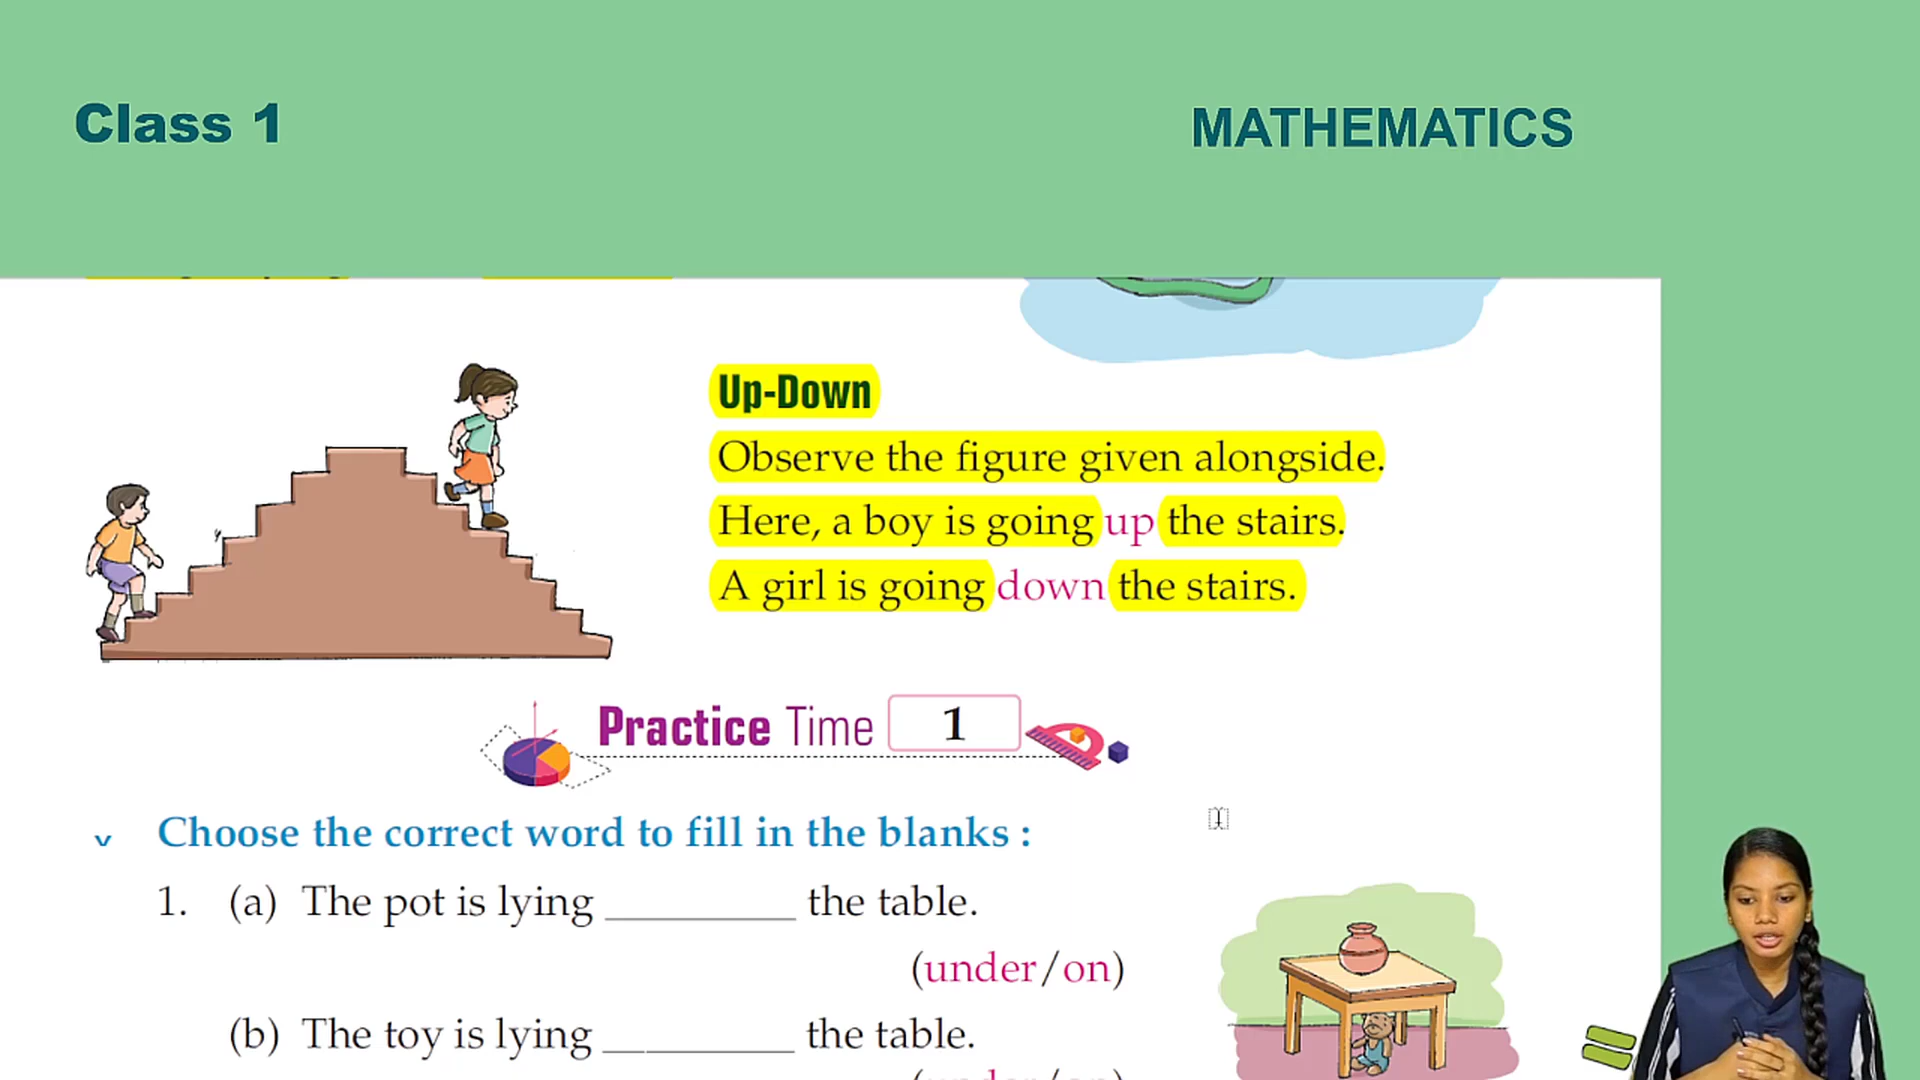 Class 1
MATHEMATICS
Up-Down
Observe the figure given alongside.
Here, a boy is going up the stairs.
A girl is going down the stairs.
Practice Time 1
Choose the correct word to fill in the blanks :
1. (a) The pot is lying _________ the table.
(under/on)
(b) The toy is lying _________ the table.